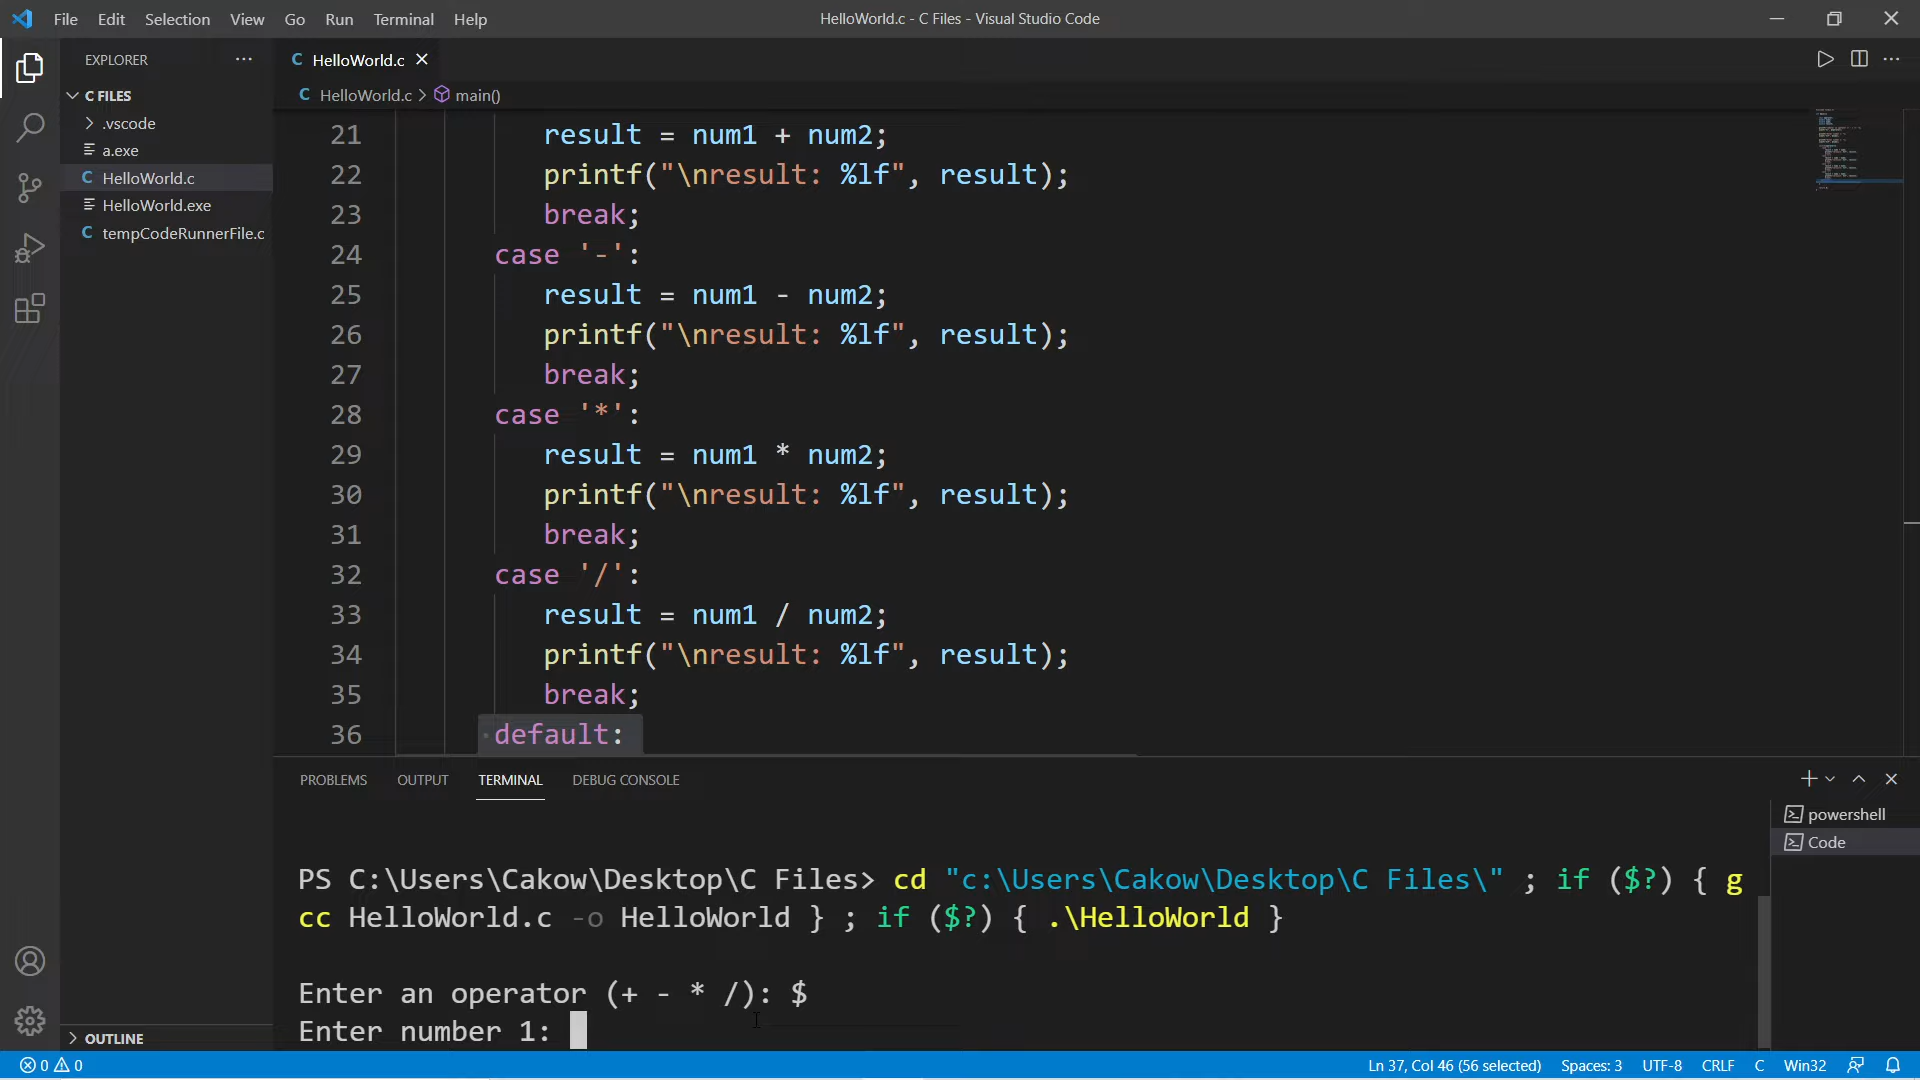 File Edit Selection View Go Run Terminal Help
HelloWorld.c - C Files - Visual Studio Code
EXPLORER
C FILES
.vscode
a.exe
C HelloWorld.c
HelloWorld.exe
C tempCodeRunnerFile.c
OUTLINE
C HelloWorld.c
C HelloWorld.c > main()
21 result = num1 + num2;
22 printf("\nresult: %lf", result);
23 break;
24 case '-':
25 result = num1 - num2;
26 printf("\nresult: %lf", result);
27 break;
28 case '*':
29 result = num1 * num2;
30 printf("\nresult: %lf", result);
31 break;
32 case '/':
33 result = num1 / num2;
34 printf("\nresult: %lf", result);
35 break;
36 default:
PROBLEMS OUTPUT TERMINAL DEBUG CONSOLE
powershell
Code
PS C:\Users\Cakow\Desktop\C Files> cd "c:\Users\Cakow\Desktop\C Files\" ; if ($?) { g
cc HelloWorld.c -o HelloWorld } ; if ($?) { .\HelloWorld }
Enter an operator (+ - * /): $
Enter number 1:
0 0
Ln 37, Col 46 (56 selected) Spaces: 3 UTF-8 CRLF C Win32